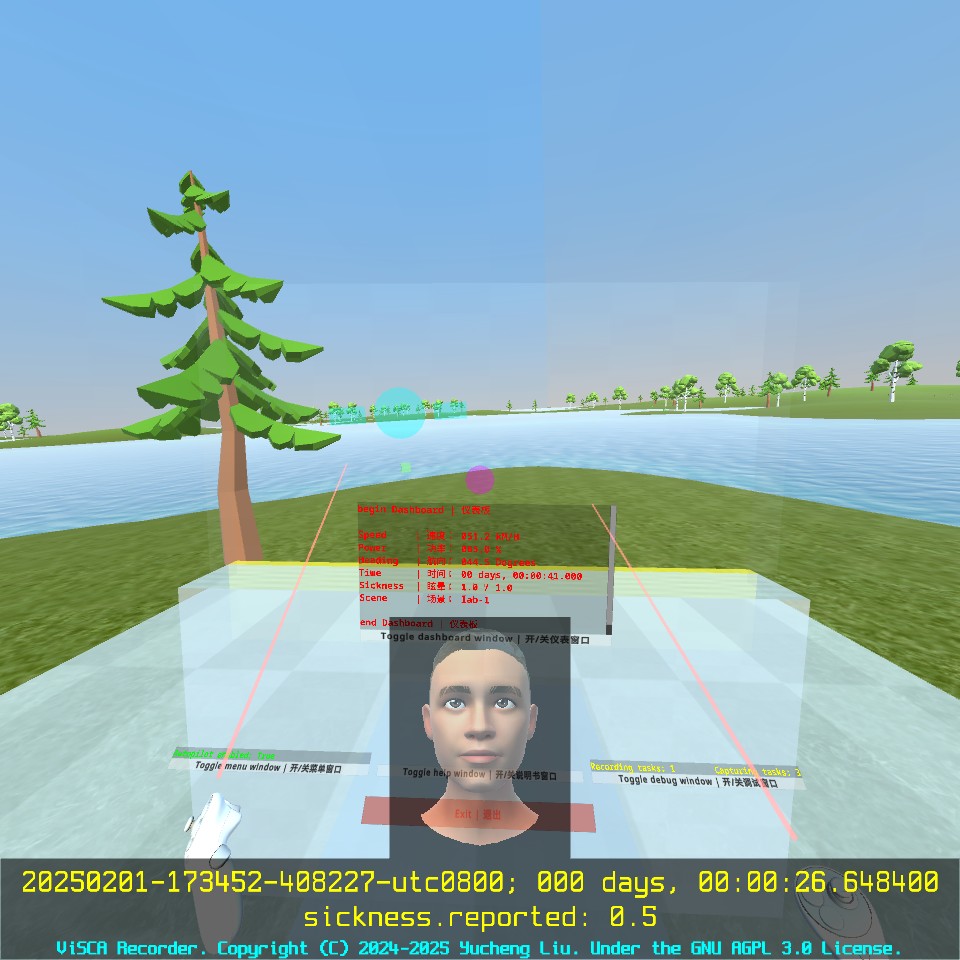 begin Dashboard | 仪表板
Speed | 速度: 031.2 KM/H
Power | 功率:
Heading | 航向: Degrees
Time | 时间: 00 days, 00:00:41.000
Sickness | 眩晕: 1.0 / 1.0
Scene | 场景: lab-1
end Dashboard | 仪表板
Toggle dashboard window | 开/关仪表窗口
Autopilot enabled: True
Toggle menu window | 开/关菜单窗口
Toggle help window | 开/关说明书窗口
Recording tasks: 1 Capturing tasks: 3
Toggle debug window | 开/关调试窗口
Exit | 退出
20250201-173452-408227-utc0800; 000 days, 00:00:26.648400
sickness.reported: 0.5
ViSCA Recorder. Copyright (C) 2024-2025 Yucheng Liu. Under the GNU AGPL 3.0 License.